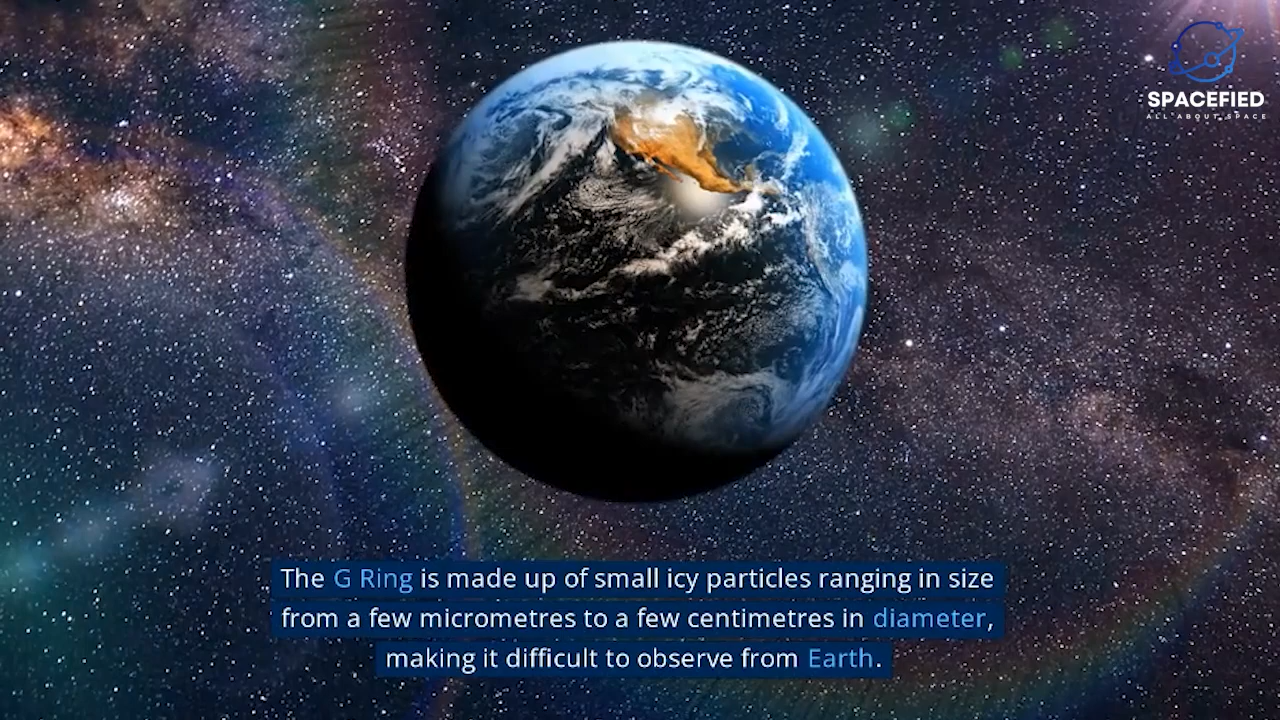 SPACEFIED
ALL ABOUT SPACE
The G Ring is made up of small icy particles ranging in size
from a few micrometres to a few centimetres in diameter,
making it difficult to observe from Earth.